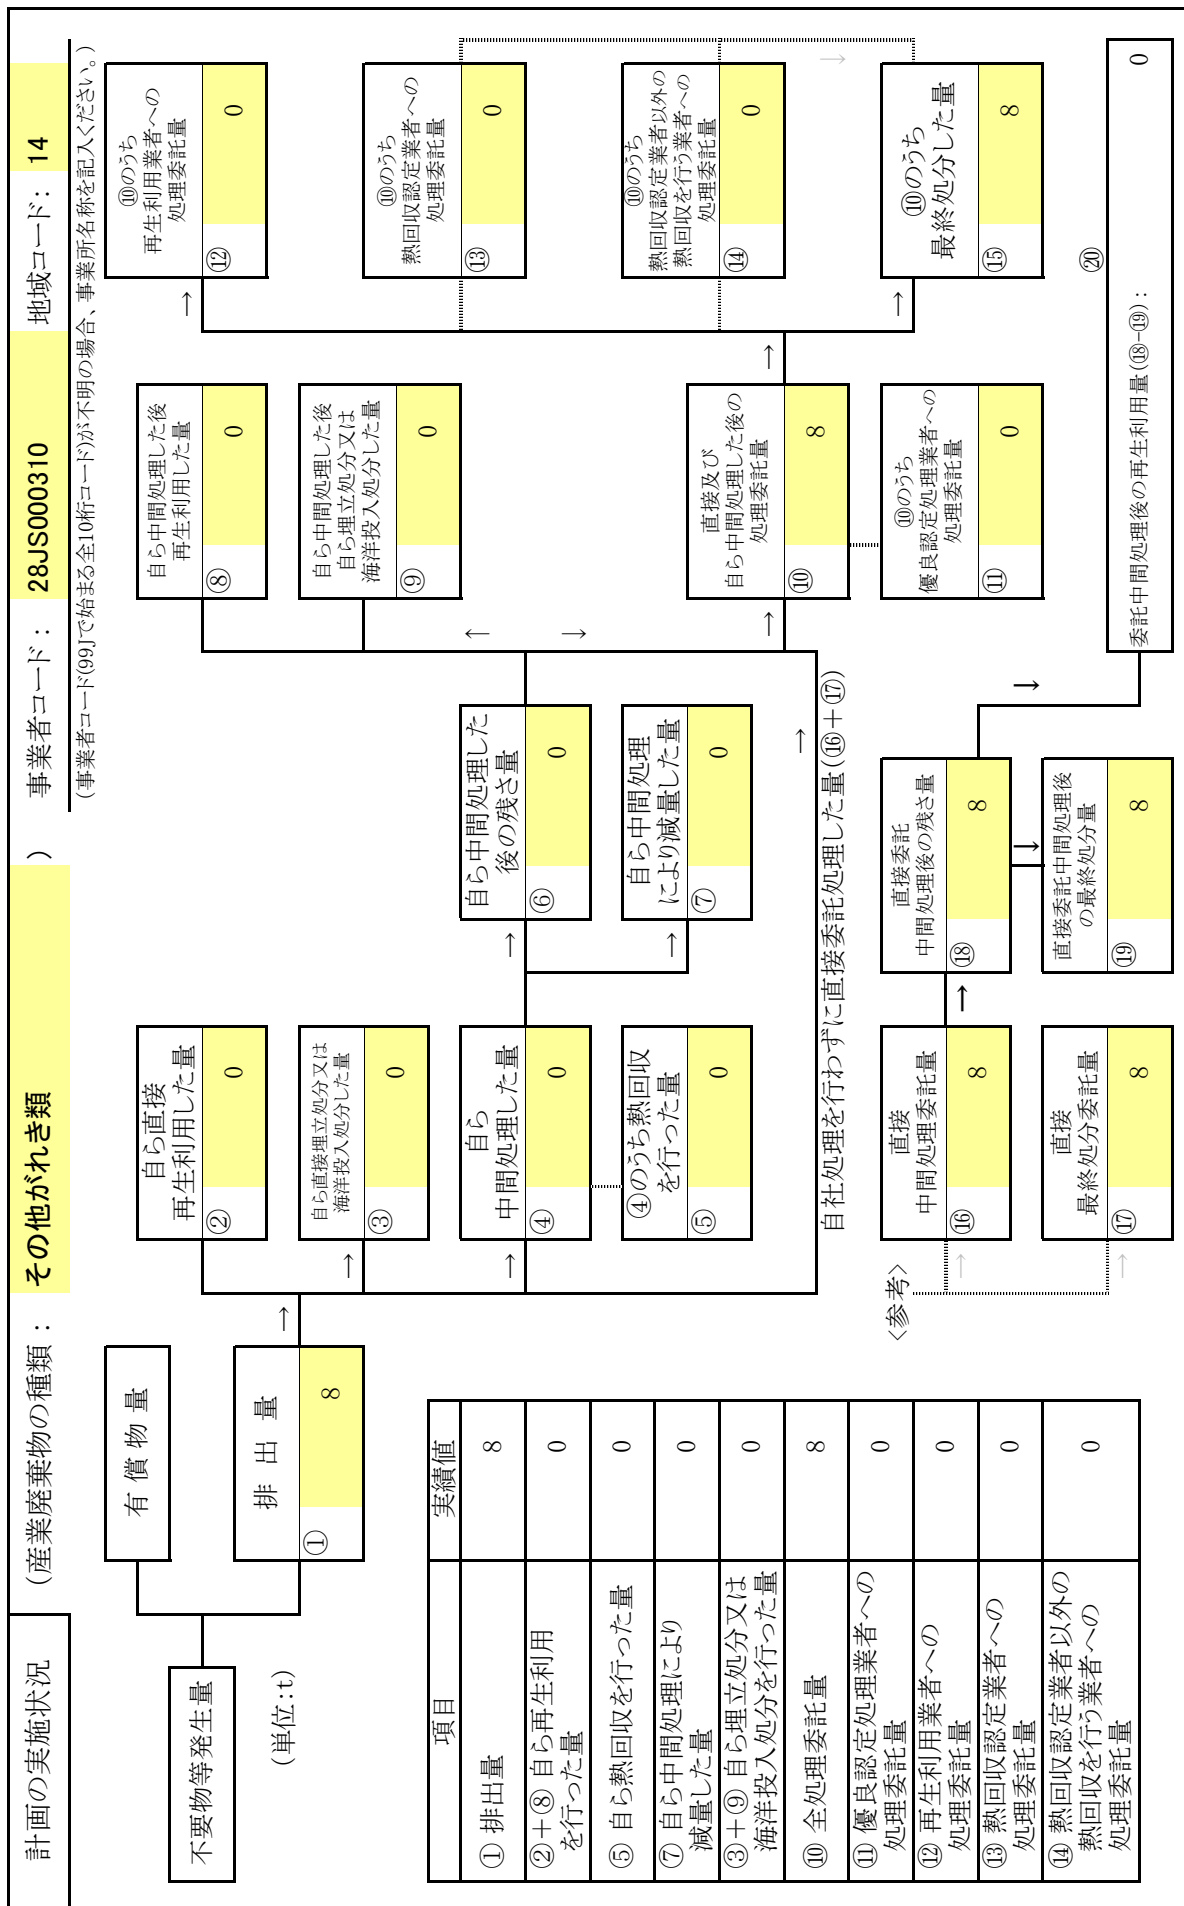 計画の実施状況
(産業廃棄物の種類 :
その他がれき類
)
事業者コード :
28JS000310
地域コード :
14
(事業者コード(99Jで始まる全10桁コード)が不明の場合、事業所名称を記入ください。)
不要物等発生量
(単位:t)
有 償 物 量
排 出 量
①
8
→
自ら直接
再生利用した量
②
0
→
自ら直接埋立処分又は
海洋投入処分した量
③
0
→
自ら
中間処理した量
④
0
④のうち熱回収
を行った量
⑤
0
→
自ら中間処理した
後の残さ量
⑥
0
→
自ら中間処理
により減量した量
⑦
0
自ら中間処理した後
再生利用した量
⑧
0
自ら中間処理した後
自ら埋立処分又は
海洋投入処分した量
⑨
0
↑
↓
→
直接及び
自ら中間処理した後の
処理委託量
⑩
8
⑩のうち
優良認定処理業者への
処理委託量
⑪
0
→
→
⑩のうち
再生利用業者への
処理委託量
⑫
0
⑩のうち
熱回収認定業者への
処理委託量
⑬
0
⑩のうち
熱回収認定業者以外の
熱回収を行う業者への
処理委託量
⑭
0
↓
→
⑩のうち
最終処分した量
⑮
8
→
自社処理を行わずに直接委託処理した量(⑯+⑰)
<参考>
→
直接
中間処理委託量
⑯
8
→
直接
最終処分委託量
⑰
8
→
直接委託
中間処理後の残さ量
⑱
8
↓
直接委託中間処理後
の最終処分量
⑲
8
↓
⑳
委託中間処理後の再生利用量(⑱-⑲) :
0
項目
実績値
① 排出量
8
②+⑧ 自ら再生利用
を行った量
0
⑤ 自ら熱回収を行った量
0
⑦ 自ら中間処理により
減量した量
0
③+⑨ 自ら埋立処分又は
海洋投入処分を行った量
0
⑩ 全処理委託量
8
⑪ 優良認定処理業者への
処理委託量
0
⑫ 再生利用業者への
処理委託量
0
⑬ 熱回収認定業者への
処理委託量
0
⑭ 熱回収認定業者以外の
熱回収を行う業者への
処理委託量
0